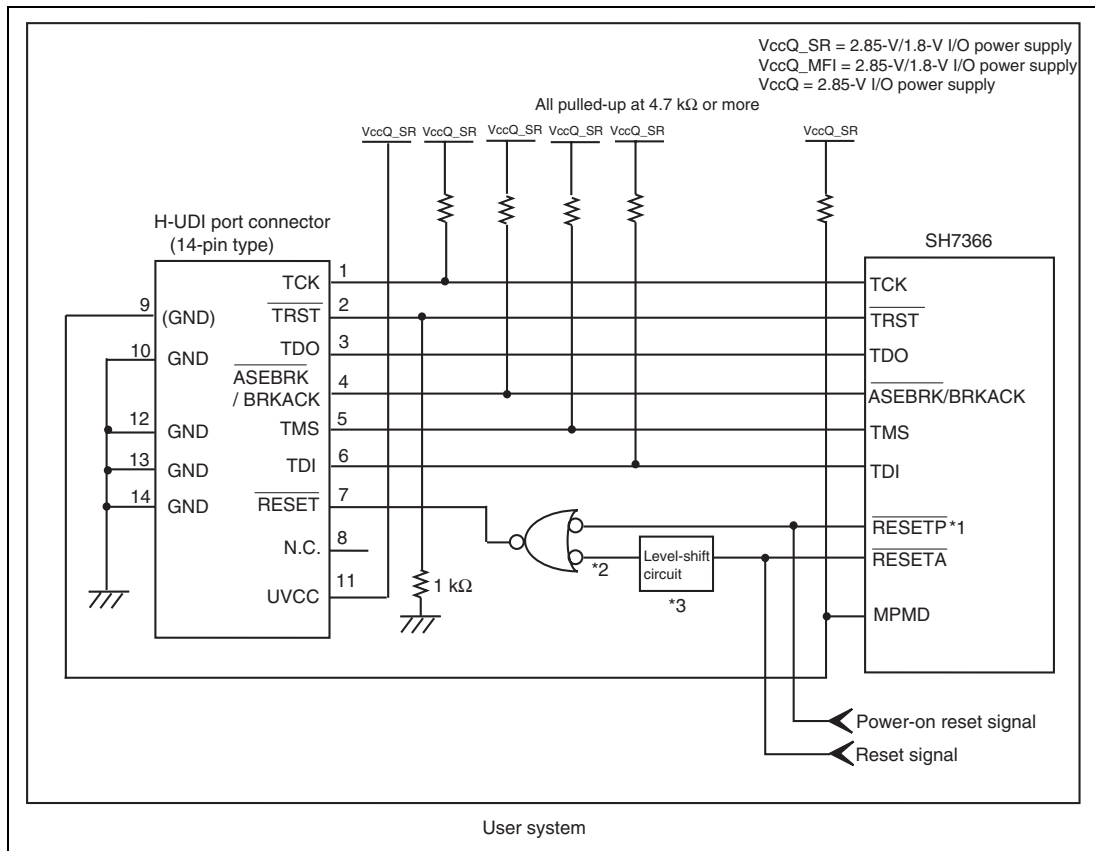 VccQ_SR = 2.85-V/1.8-V I/O power supply
VccQ_MFI = 2.85-V/1.8-V I/O power supply
VccQ = 2.85-V I/O power supply
All pulled-up at 4.7 kΩ or more
VccQ_SR VccQ_SR VccQ_SR VccQ_SR VccQ_SR VccQ_SR
H-UDI port connector
(14-pin type)
SH7366
TCK 1 TCK
9 (GND) TRST 2 TRST
TDO 3 TDO
10 GND
ASEBRK
/ BRKACK 4 ASEBRK/BRKACK
12 GND TMS 5 TMS
13 GND TDI 6 TDI
14 GND RESET 7
RESETP *1
N.C. 8
*2
Level-shift
circuit
*3
RESETA
UVCC 11
1 kΩ
MPMD
Power-on reset signal
Reset signal
User system